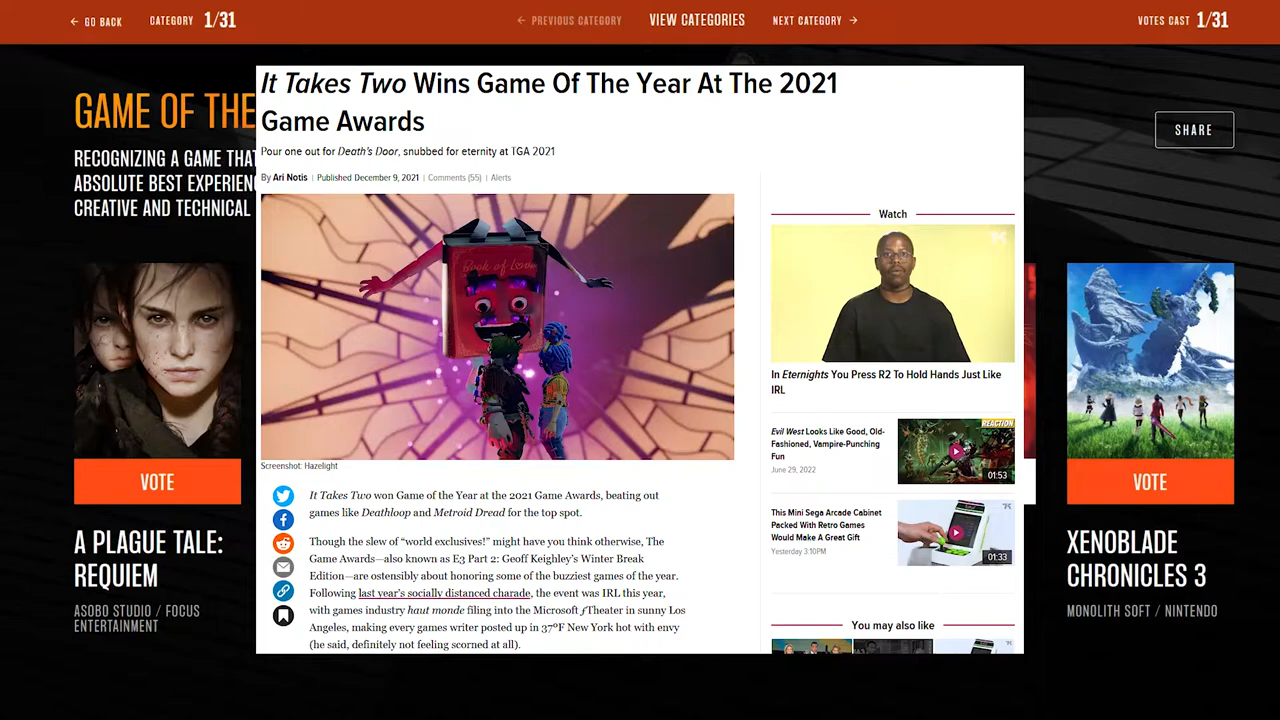 ← GO BACK
CATEGORY 1/31
← PREVIOUS CATEGORY
VIEW CATEGORIES
NEXT CATEGORY →
VOTES CAST 1/31
GAME OF THE
RECOGNIZING A GAME THA
ABSOLUTE BEST EXPERIEN
CREATIVE AND TECHNICAL
SHARE
It Takes Two Wins Game Of The Year At The 2021
Game Awards
Pour one out for Death's Door, snubbed for eternity at TGA 2021
By Ari Notis | Published December 9, 2021 | Comments (55) | Alerts
Book of Love
Screenshot: Hazelight
It Takes Two won Game of the Year at the 2021 Game Awards, beating out
games like Deathloop and Metroid Dread for the top spot.
Though the slew of “world exclusives!” might have you think otherwise, The
Game Awards—also known as E3 Part 2: Geoff Keighley’s Winter Break
Edition—are ostensibly about honoring some of the buzziest games of the year.
Following last year’s socially distanced charade, the event was IRL this year,
with games industry haut monde filing into the Microsoft ƒTheater in sunny Los
Angeles, making every games writer posted up in 37ºF New York hot with envy
(he said, definitely not feeling scorned at all).
Watch
In Eternights You Press R2 To Hold Hands Just Like
IRL
Evil West Looks Like Good, Old-
Fashioned, Vampire-Punching
Fun
June 29, 2022
REACTION
01:53
This Mini Sega Arcade Cabinet
Packed With Retro Games
Would Make A Great Gift
Yesterday 3:10PM
01:33
You may also like
VOTE
A PLAGUE TALE:
REQUIEM
ASOBO STUDIO / FOCUS
ENTERTAINMENT
VOTE
XENOBLADE
CHRONICLES 3
MONOLITH SOFT / NINTENDO